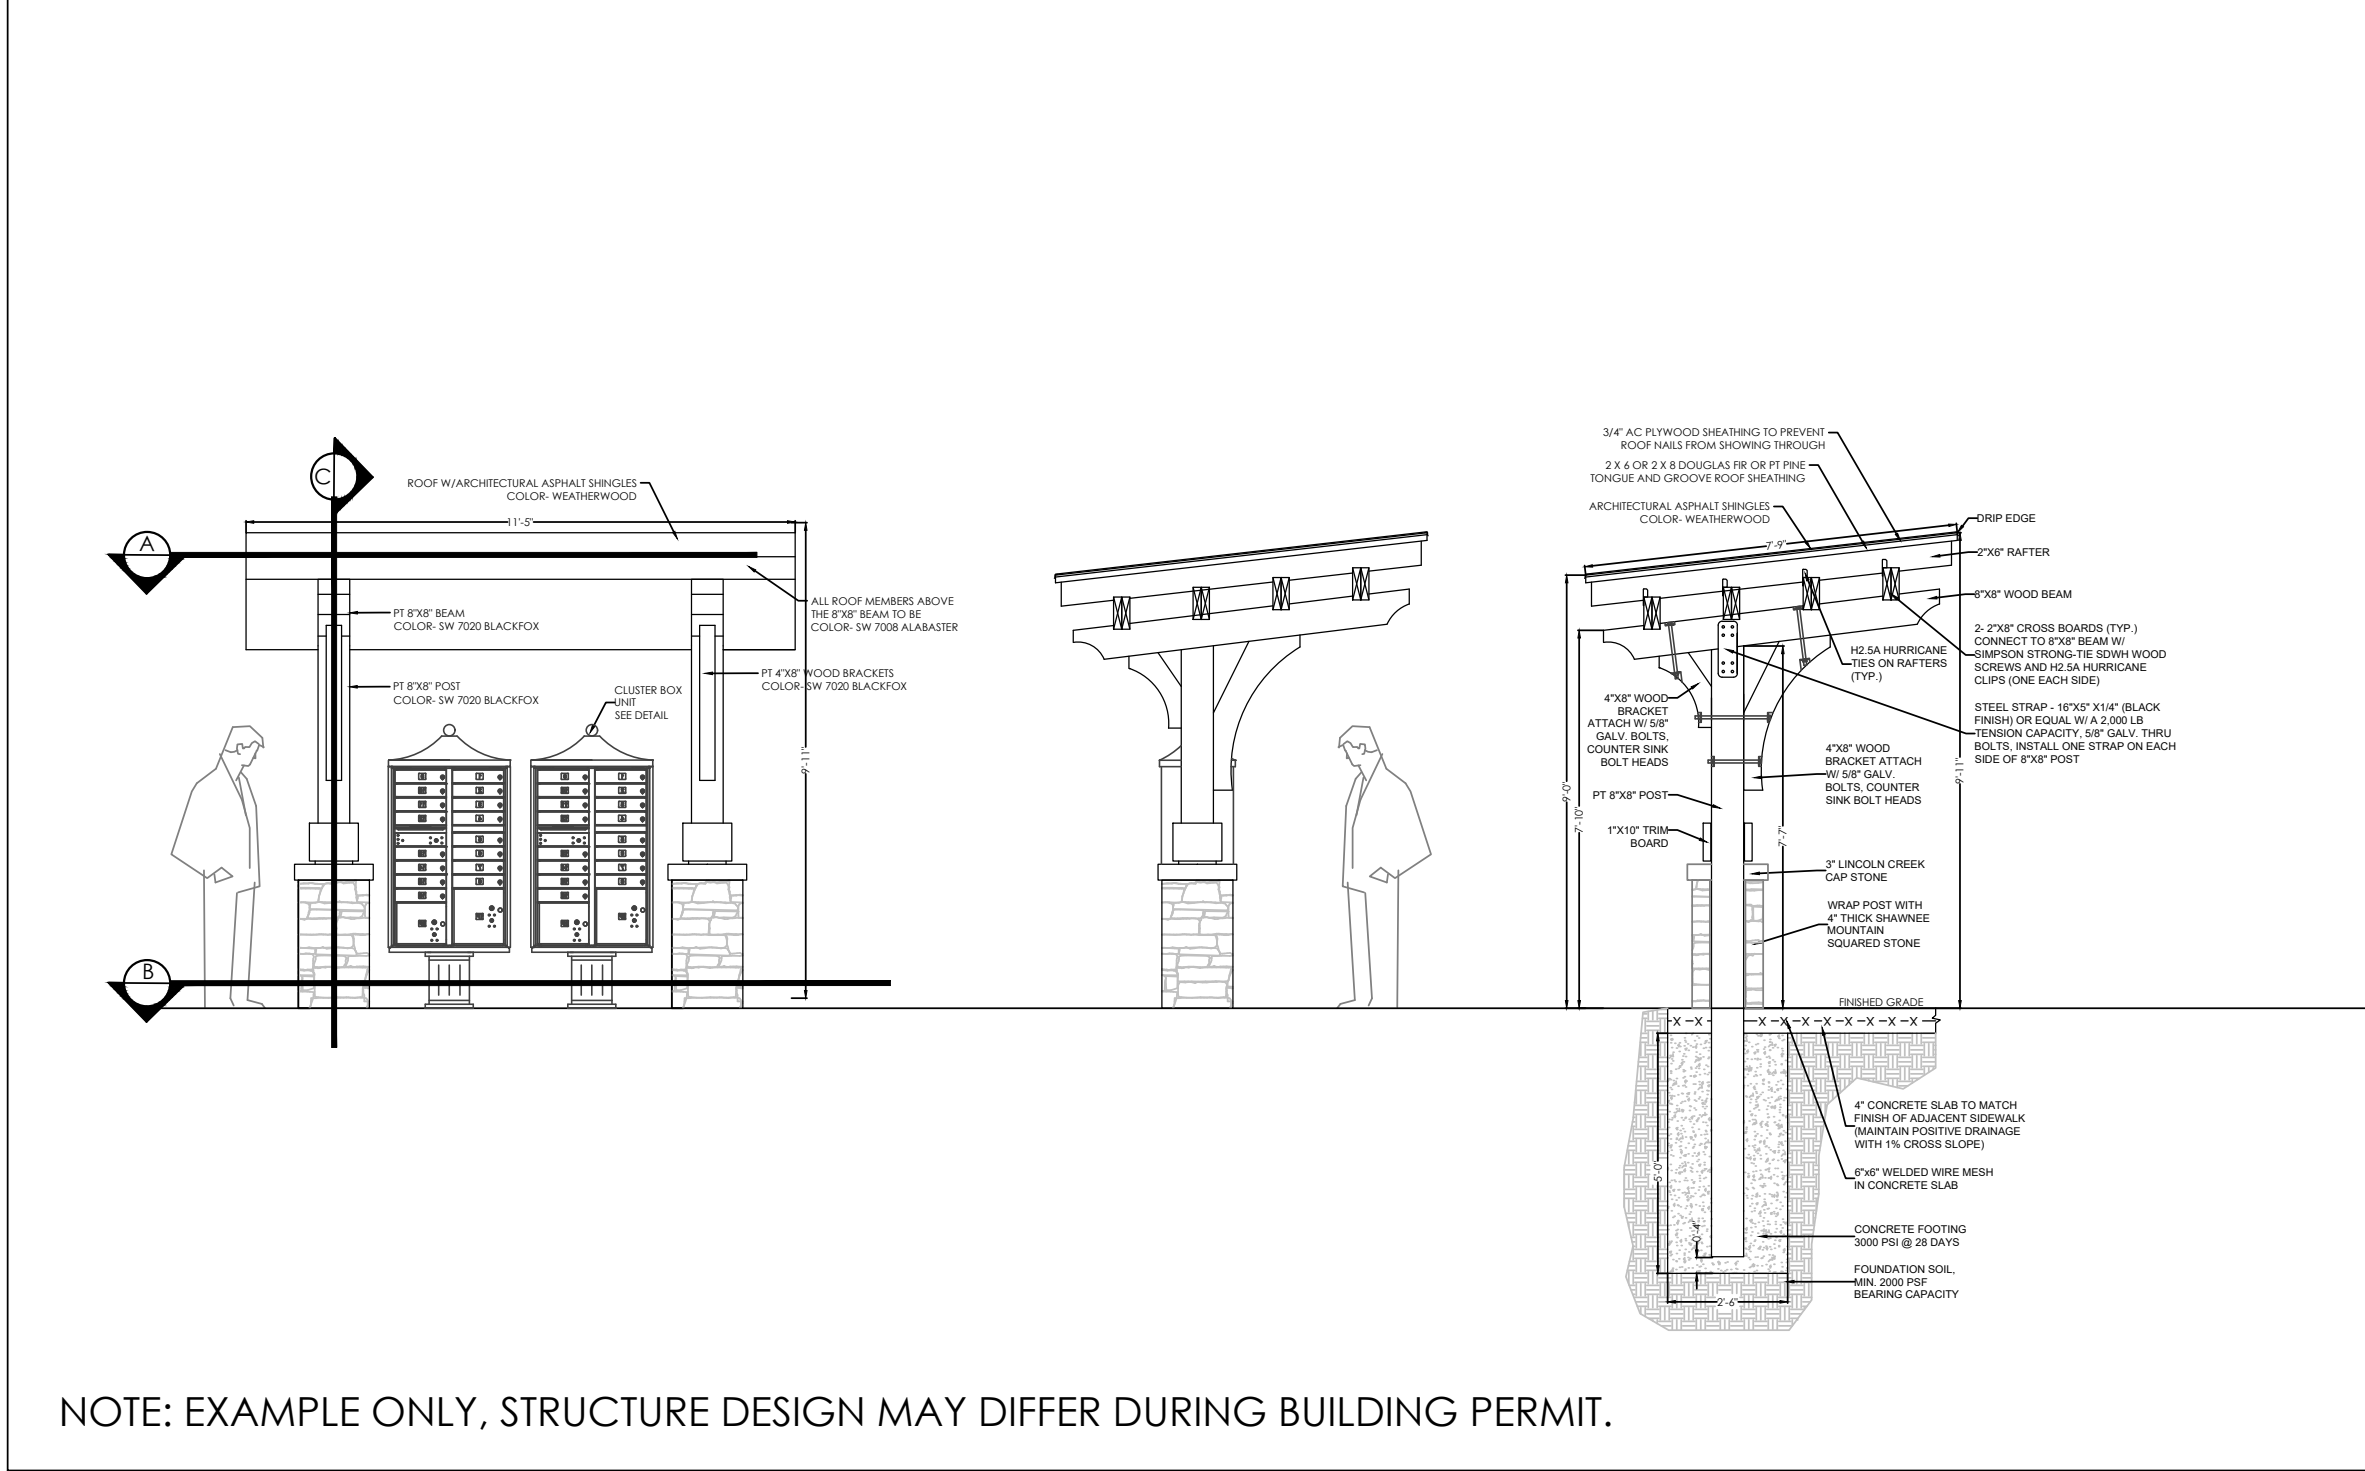 C
ROOF W/ARCHITECTURAL ASPHALT SHINGLES
COLOR- WEATHERWOOD
11'-5"
A
PT 8"X8" BEAM
COLOR- SW 7020 BLACKFOX
ALL ROOF MEMBERS ABOVE
THE 8"X8" BEAM TO BE
COLOR- SW 7008 ALABASTER
PT 8"X8" POST
COLOR- SW 7020 BLACKFOX
CLUSTER BOX
UNIT
SEE DETAIL
PT 4"X8" WOOD BRACKETS
COLOR- SW 7020 BLACKFOX
9'-11"
B
3/4" AC PLYWOOD SHEATHING TO PREVENT
ROOF NAILS FROM SHOWING THROUGH
2 X 6 OR 2 X 8 DOUGLAS FIR OR PT PINE
TONGUE AND GROOVE ROOF SHEATHING
ARCHITECTURAL ASPHALT SHINGLES
COLOR- WEATHERWOOD
7'-9"
DRIP EDGE
2"X6" RAFTER
8"X8" WOOD BEAM
2- 2"X8" CROSS BOARDS (TYP.)
CONNECT TO 8"X8" BEAM W/
SIMPSON STRONG-TIE SDWH WOOD
SCREWS AND H2.5A HURRICANE
CLIPS (ONE EACH SIDE)
H2.5A HURRICANE
TIES ON RAFTERS
(TYP.)
STEEL STRAP - 16"X5" X1/4" (BLACK
FINISH) OR EQUAL W/ A 2,000 LB
TENSION CAPACITY, 5/8" GALV. THRU
BOLTS, INSTALL ONE STRAP ON EACH
SIDE OF 8"X8" POST
4"X8" WOOD
BRACKET
ATTACH W/ 5/8"
GALV. BOLTS,
COUNTER SINK
BOLT HEADS
4"X8" WOOD
BRACKET ATTACH
W/ 5/8" GALV.
BOLTS, COUNTER
SINK BOLT HEADS
9'-0"
7'-10"
7'-7"
9'-11"
PT 8"X8" POST
1"X10" TRIM
BOARD
3" LINCOLN CREEK
CAP STONE
WRAP POST WITH
4" THICK SHAWNEE
MOUNTAIN
SQUARED STONE
FINISHED GRADE
X X X X X X X X X X
4" CONCRETE SLAB TO MATCH
FINISH OF ADJACENT SIDEWALK
(MAINTAIN POSITIVE DRAINAGE
WITH 1% CROSS SLOPE)
5'-0"
6"x6" WELDED WIRE MESH
IN CONCRETE SLAB
0'-4"
CONCRETE FOOTING
3000 PSI @ 28 DAYS
FOUNDATION SOIL,
MIN. 2000 PSF
BEARING CAPACITY
2'-6"
NOTE: EXAMPLE ONLY, STRUCTURE DESIGN MAY DIFFER DURING BUILDING PERMIT.